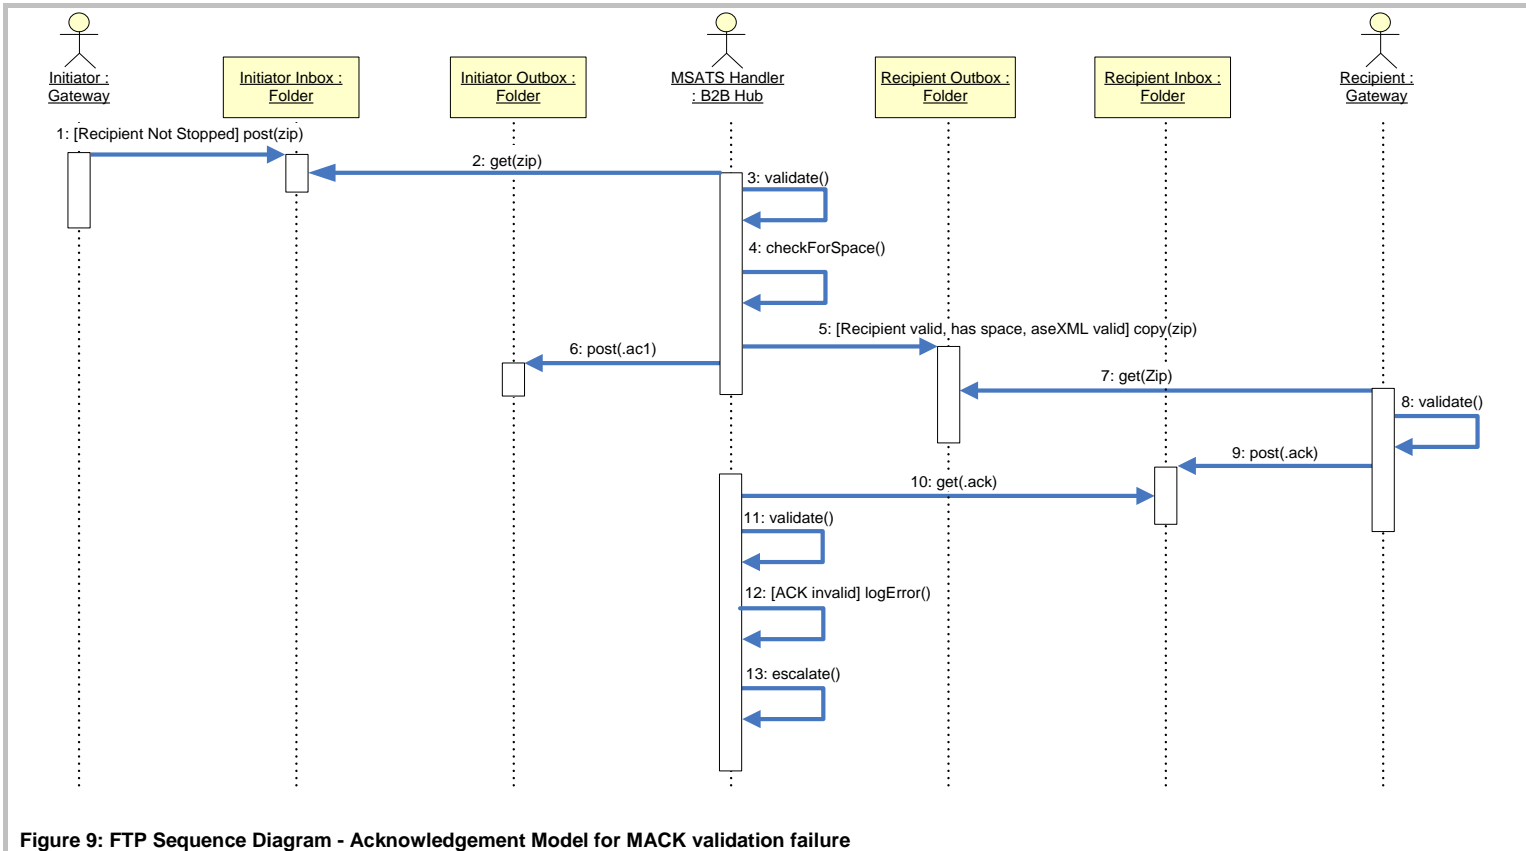 Initiator :
Gateway
Initiator Inbox :
Folder
Initiator Outbox :
Folder
MSATS Handler
: B2B Hub
Recipient Outbox :
Folder
Recipient Inbox :
Folder
Recipient :
Gateway
1: [Recipient Not Stopped] post(zip)
2: get(zip)
3: validate()
4: checkForSpace()
5: [Recipient valid, has space, aseXML valid] copy(zip)
6: post(.ac1)
7: get(Zip)
8: validate()
9: post(.ack)
10: get(.ack)
11: validate()
12: [ACK invalid] logError()
13: escalate()
Figure 9: FTP Sequence Diagram - Acknowledgement Model for MACK validation failure